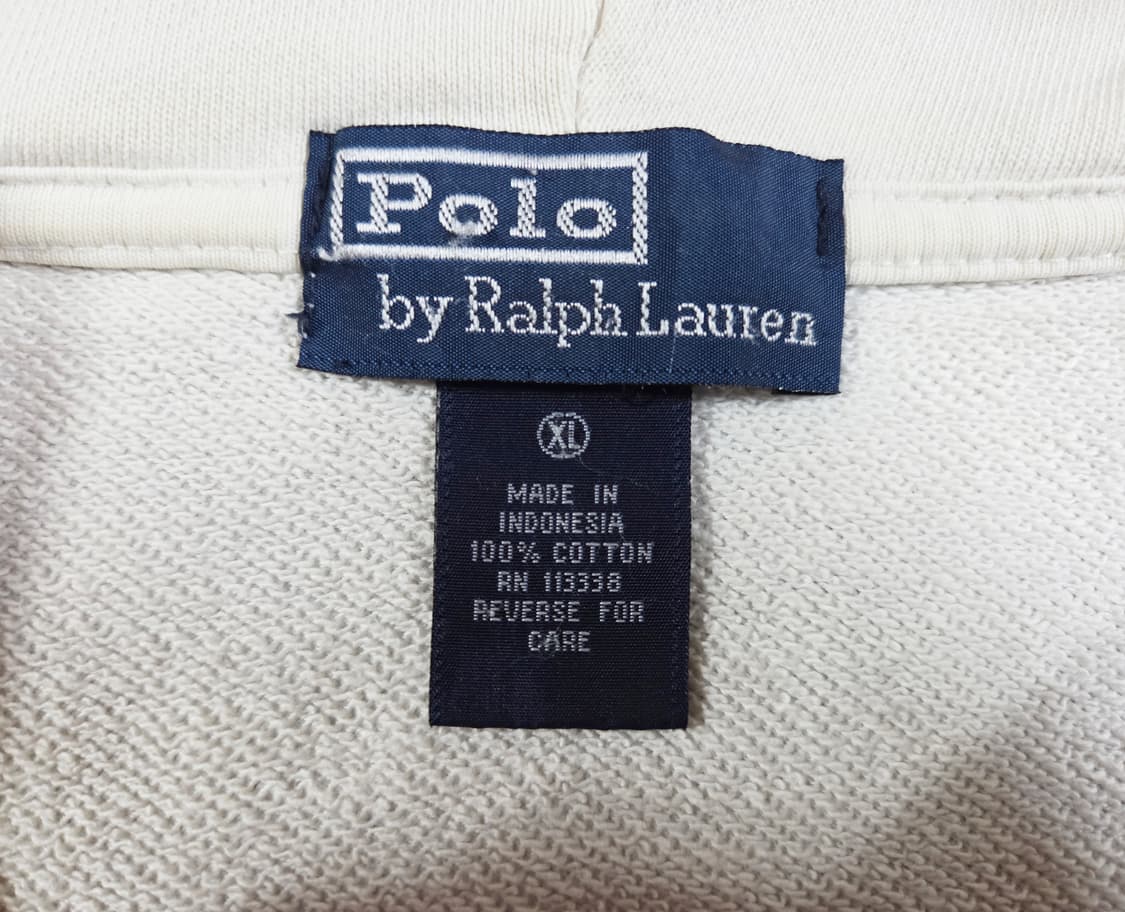 Polo
by Ralph Lauren
XL
MADE IN
INDONESIA
100% COTTON
RN 113338
REVERSE FOR
CARE